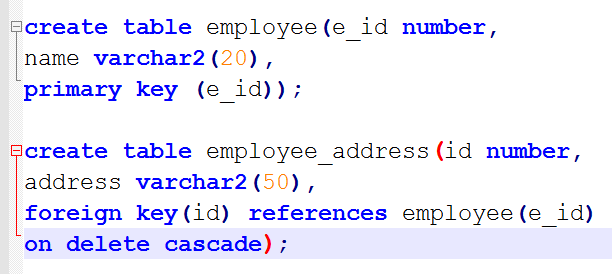 create table employee(e_id number,
name varchar2(20),
primary key (e_id));
create table employee_address(id number,
address varchar2(50),
foreign key(id) references employee(e_id)
on delete cascade);